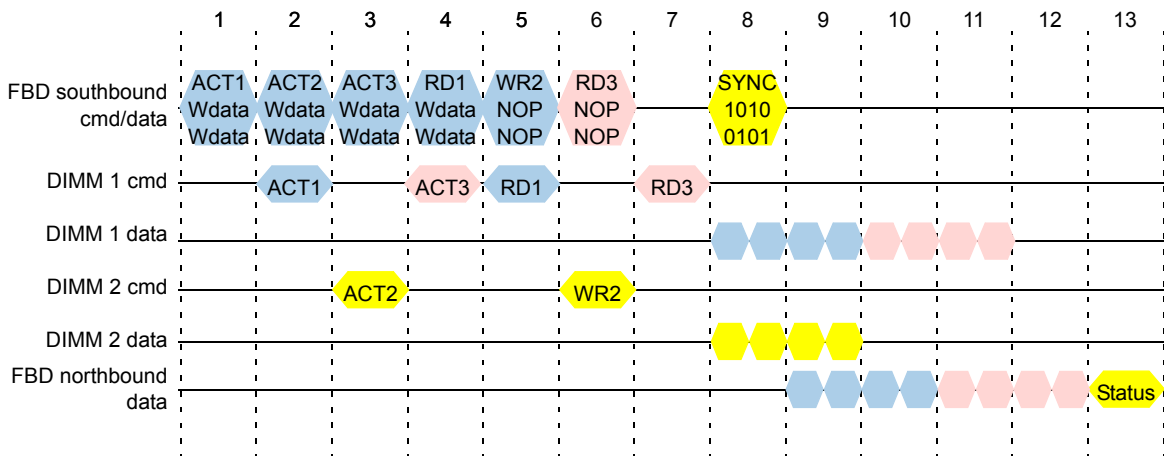 1 2 3 4 5 6 7 8 9 10 11 12 13
FBD southbound
cmd/data
ACT1 ACT2 ACT3 RD1 WR2 RD3 SYNC
Wdata Wdata Wdata Wdata NOP NOP 1010
Wdata Wdata Wdata Wdata NOP NOP 0101
DIMM 1 cmd ACT1 ACT3 RD1 RD3
DIMM 1 data
DIMM 2 cmd ACT2 WR2
DIMM 2 data
FBD northbound
data
Status